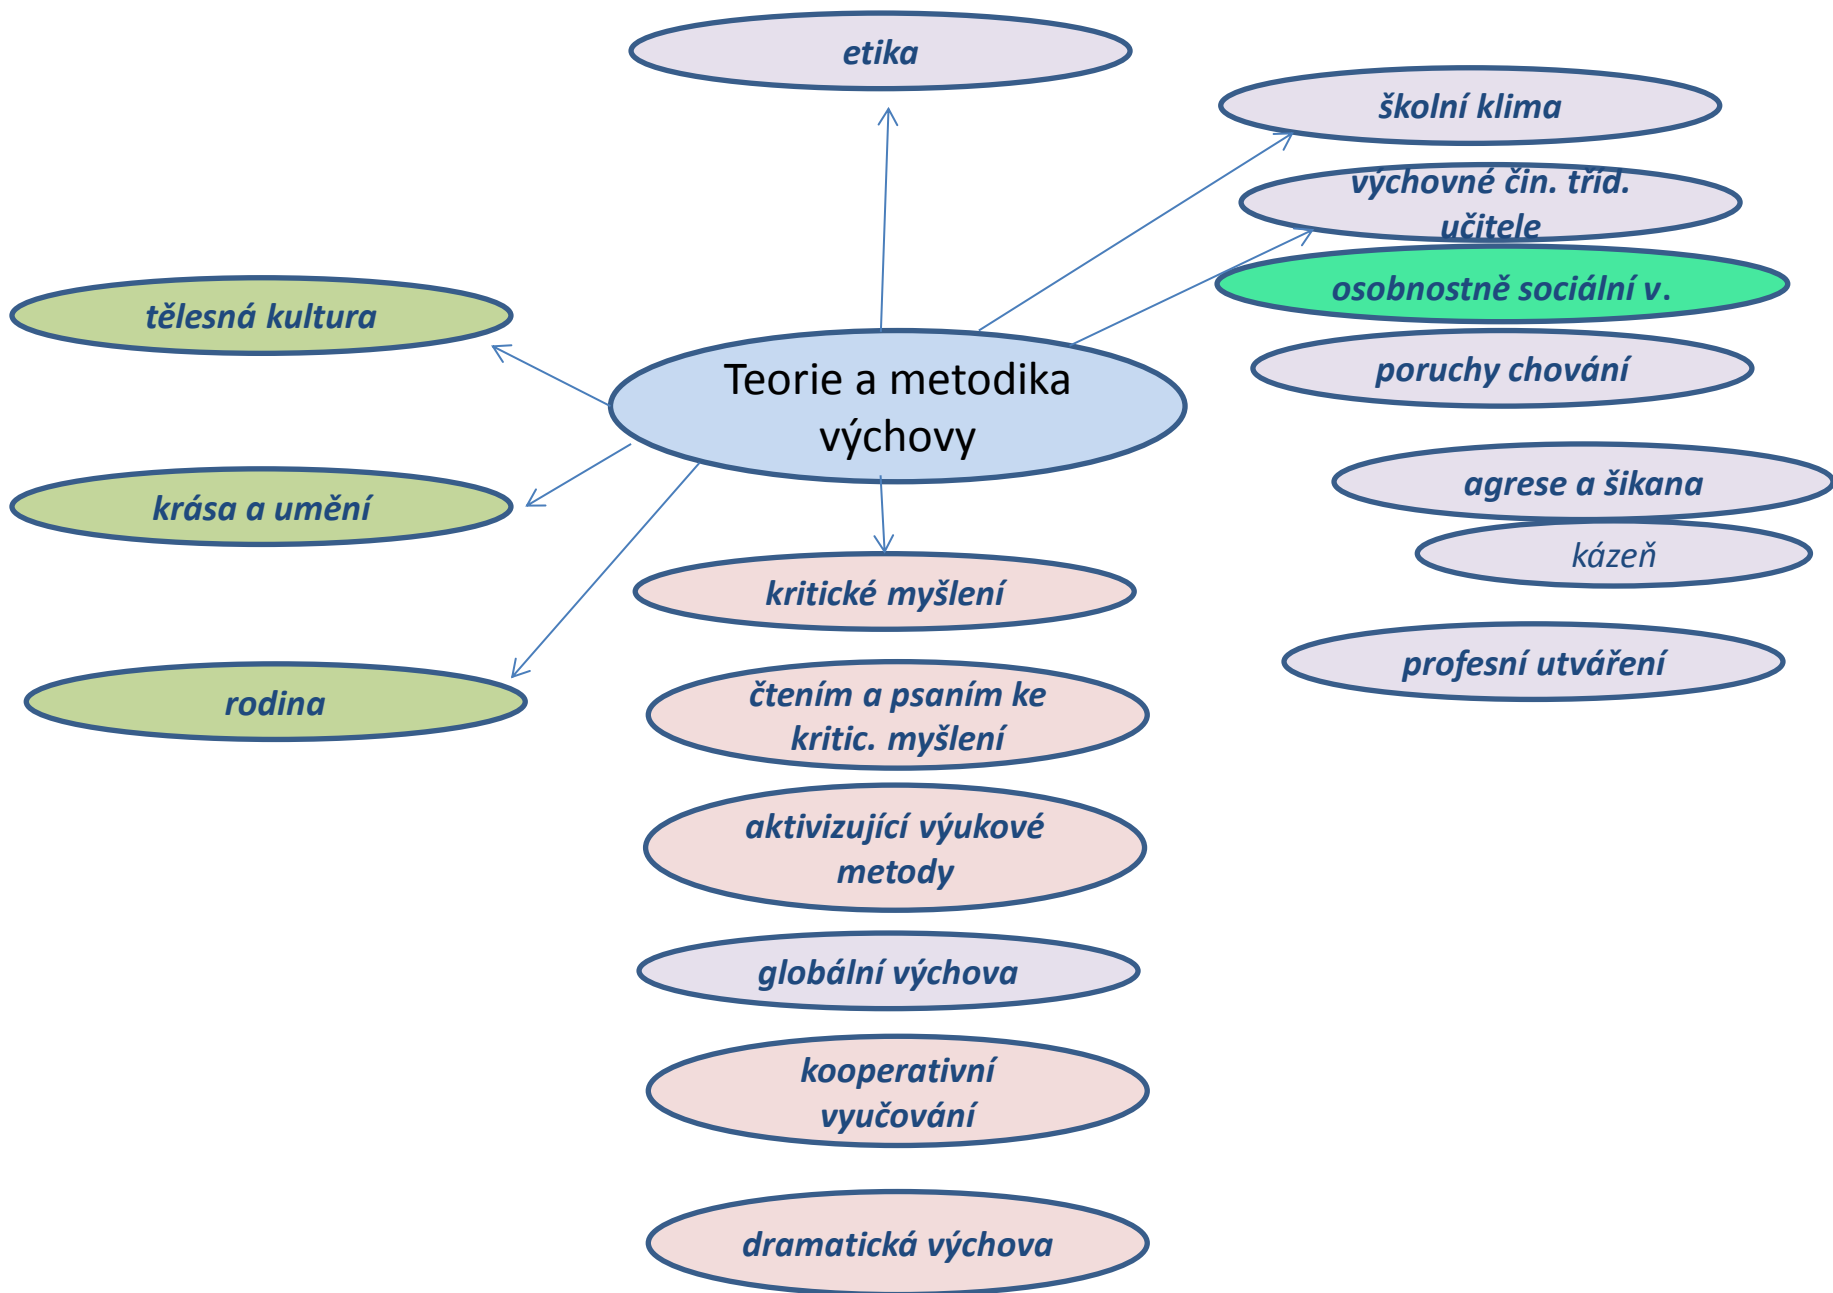 etika
školní klima
výchovné čin. tříd.
učitele
osobnostně sociální v.
tělesná kultura
Teorie a metodika
výchovy
poruchy chování
krása a umění
agrese a šikana
kázeň
kritické myšlení
rodina
profesní utváření
čtením a psaním ke
kritic. myšlení
aktivizující výukové
metody
globální výchova
kooperativní
vyučování
dramatická výchova